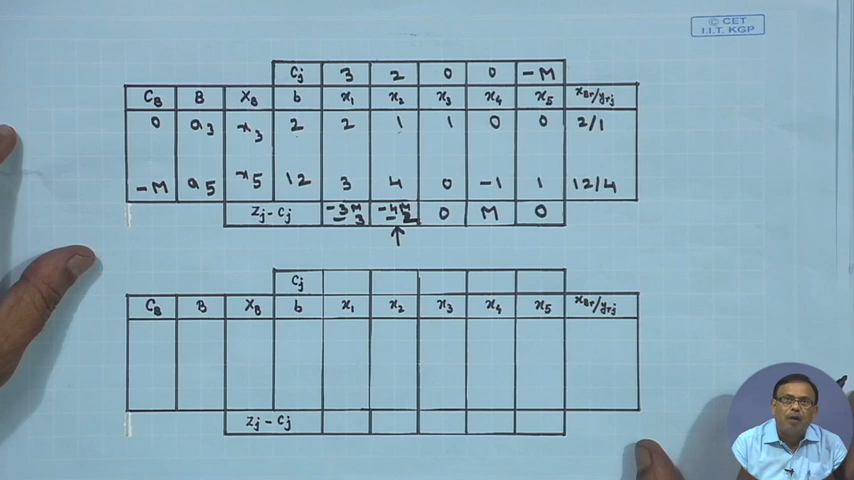 © CET
I.I.T. KGP
Cj 3 2 0 0 -M
CB B XB b x1 x2 x3 x4 x5 xBr/yrj
0 a3 x3 2 2 1 1 0 0 2/1
-M a5 x5 12 3 4 0 -1 1 12/4
Zj-Cj -3M-3 -4M-2 0 M 0
↑
Cj
CB B XB b x1 x2 x3 x4 x5 xBr/yrj
Zj-Cj